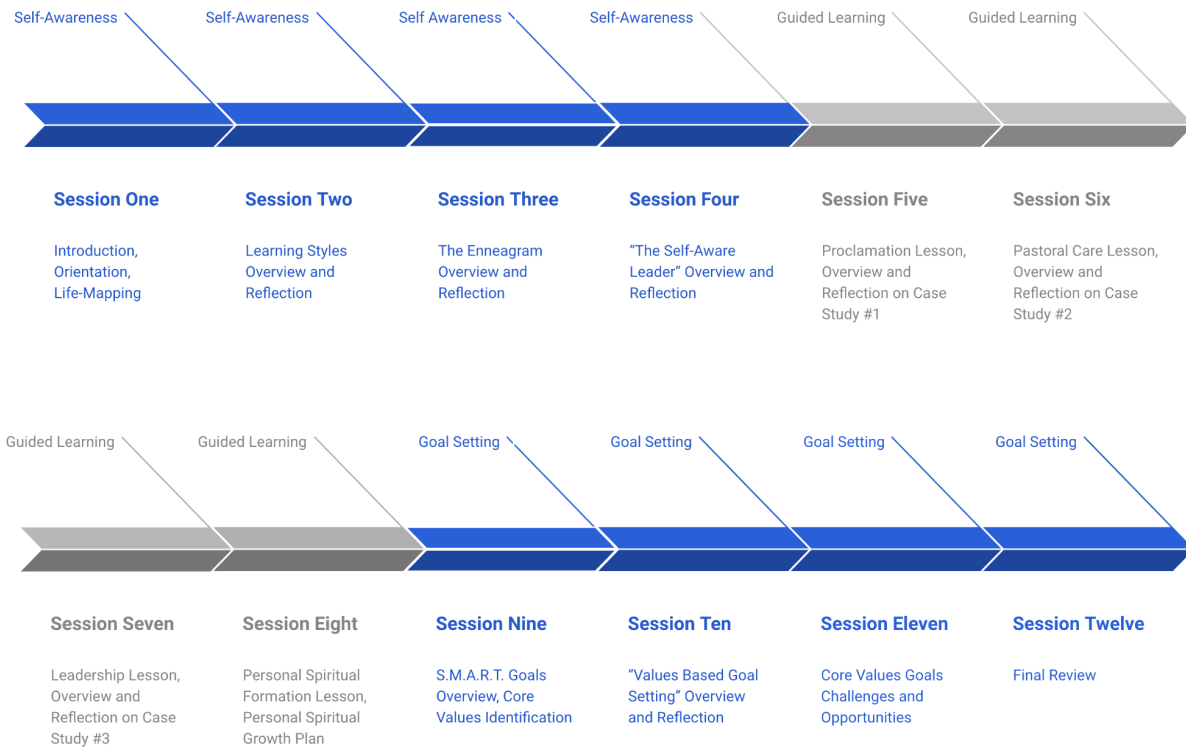 Self-Awareness
Self-Awareness
Self Awareness
Self-Awareness
Guided Learning
Guided Learning
Session One
Introduction,
Orientation,
Life-Mapping
Session Two
Learning Styles
Overview and
Reflection
Session Three
The Enneagram
Overview and
Reflection
Session Four
“The Self-Aware
Leader” Overview and
Reflection
Session Five
Proclamation Lesson,
Overview and
Reflection on Case
Study #1
Session Six
Pastoral Care Lesson,
Overview and
Reflection on Case
Study #2
Guided Learning
Guided Learning
Goal Setting
Goal Setting
Goal Setting
Goal Setting
Session Seven
Leadership Lesson,
Overview and
Reflection on Case
Study #3
Session Eight
Personal Spiritual
Formation Lesson,
Personal Spiritual
Growth Plan
Session Nine
S.M.A.R.T. Goals
Overview, Core
Values Identification
Session Ten
“Values Based Goal
Setting” Overview
and Reflection
Session Eleven
Core Values Goals
Challenges and
Opportunities
Session Twelve
Final Review